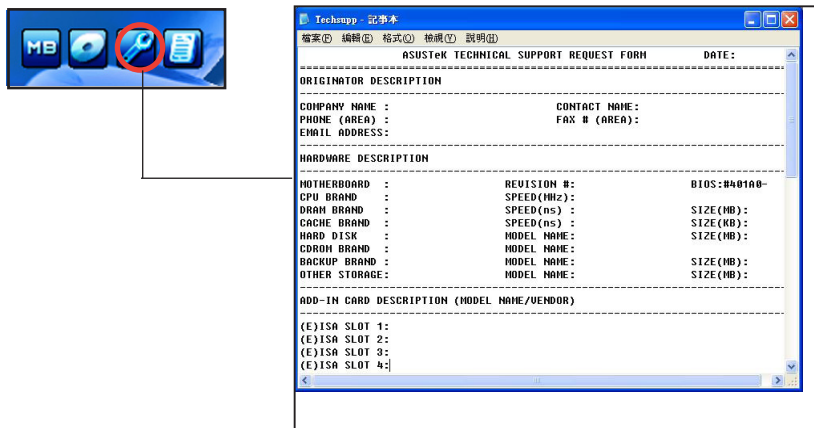 MB
Techsupp - 記事本
檔案(F) 編輯(E) 格式(O) 檢視(V) 說明(H)
ASUSTeK TECHNICAL SUPPORT REQUEST FORM DATE:
ORIGINATOR DESCRIPTION
COMPANY NAME : CONTACT NAME:
PHONE (AREA) : FAX # (AREA):
EMAIL ADDRESS:
HARDWARE DESCRIPTION
MOTHERBOARD : REVISION #: BIOS:#401A0-
CPU BRAND : SPEED(MHz):
DRAM BRAND : SPEED(ns) : SIZE(MB):
CACHE BRAND : SPEED(ns) : SIZE(KB):
HARD DISK : MODEL NAME: SIZE(MB):
CDROM BRAND : MODEL NAME:
BACKUP BRAND : MODEL NAME: SIZE(MB):
OTHER STORAGE: MODEL NAME: SIZE(MB):
ADD-IN CARD DESCRIPTION (MODEL NAME/VENDOR)
(E)ISA SLOT 1:
(E)ISA SLOT 2:
(E)ISA SLOT 3:
(E)ISA SLOT 4: